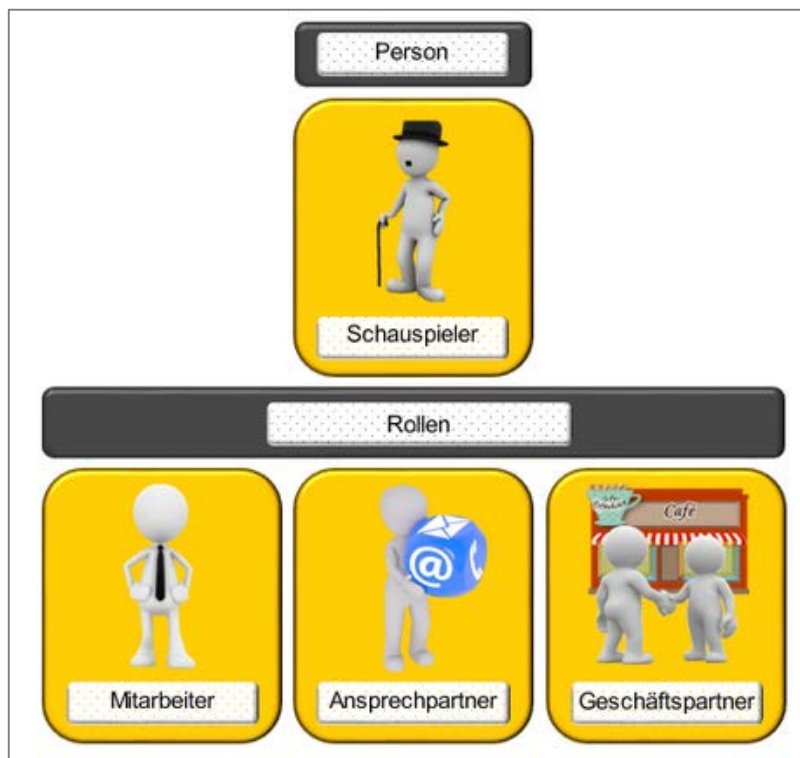 Person
Schauspieler
Rollen
Café
@
Mitarbeiter
Ansprechpartner
Geschäftspartner